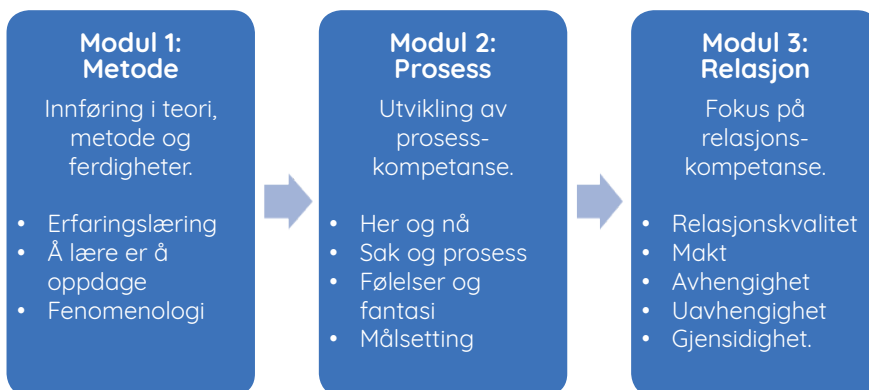 Modul 1:
Metode
Innføring i teori,
metode og
ferdigheter.
• Erfaringslæring
• Å lære er å
oppdage
• Fenomenologi
Modul 2:
Prosess
Utvikling av
prosess-
kompetanse.
• Her og nå
• Sak og prosess
• Følelser og
fantasi
• Målsetting
Modul 3:
Relasjon
Fokus på
relasjons-
kompetanse.
• Relasjonskvalitet
• Makt
• Avhengighet
• Uavhengighet
• Gjensidighet.